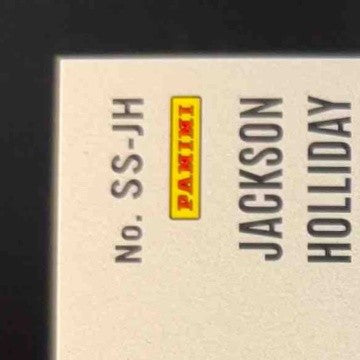 No. SS-JH
PANINI
JACKSON
HOLLIDAY